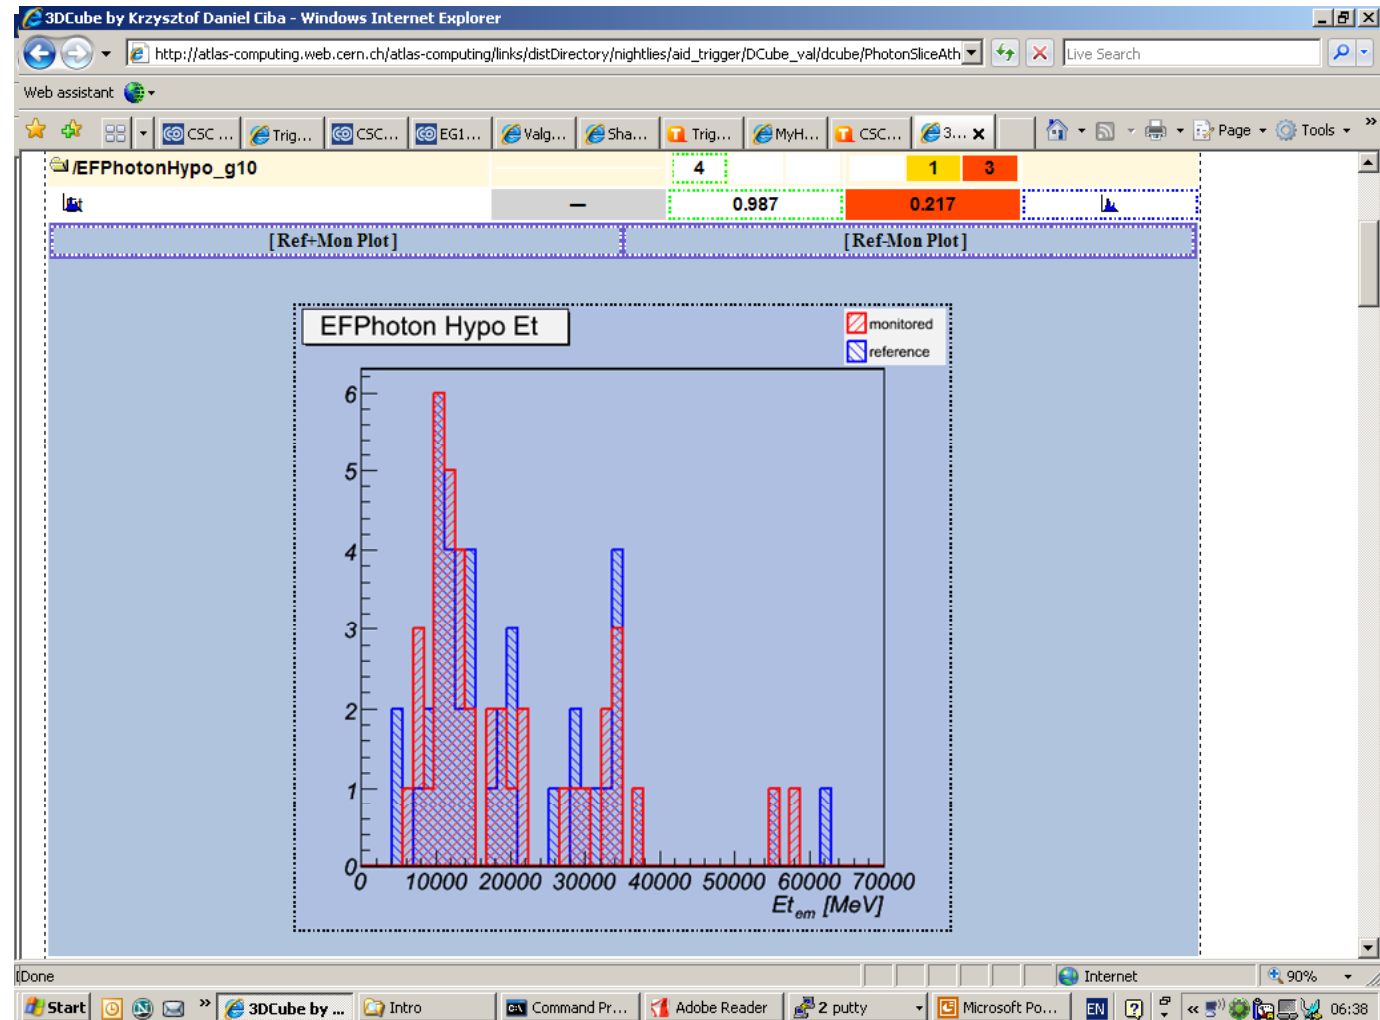 3DCube by Krzysztof Daniel Ciba - Windows Internet Explorer
http://atlas-computing.web.cern.ch/atlas-computing/links/distDirectory/nightlies/aid_trigger/DCube_val/dcube/PhotonSliceAth
Live Search
Web assistant
CSC ... Trig... CSC... EG1... Valg... Sha... Trig... MyH... CSC... 3... Page Tools
/EFPhotonHypo_g10 4 1 3
Et — 0.987 0.217
[Ref+Mon Plot] [Ref-Mon Plot]
EFPhoton Hypo Et
monitored
reference
6
5
4
3
2
1
0
0 10000 20000 30000 40000 50000 60000 70000
Et em [MeV]
Done Internet 90%
Start 3DCube by ... Intro Command Pr... Adobe Reader 2 putty Microsoft Po... EN 06:38